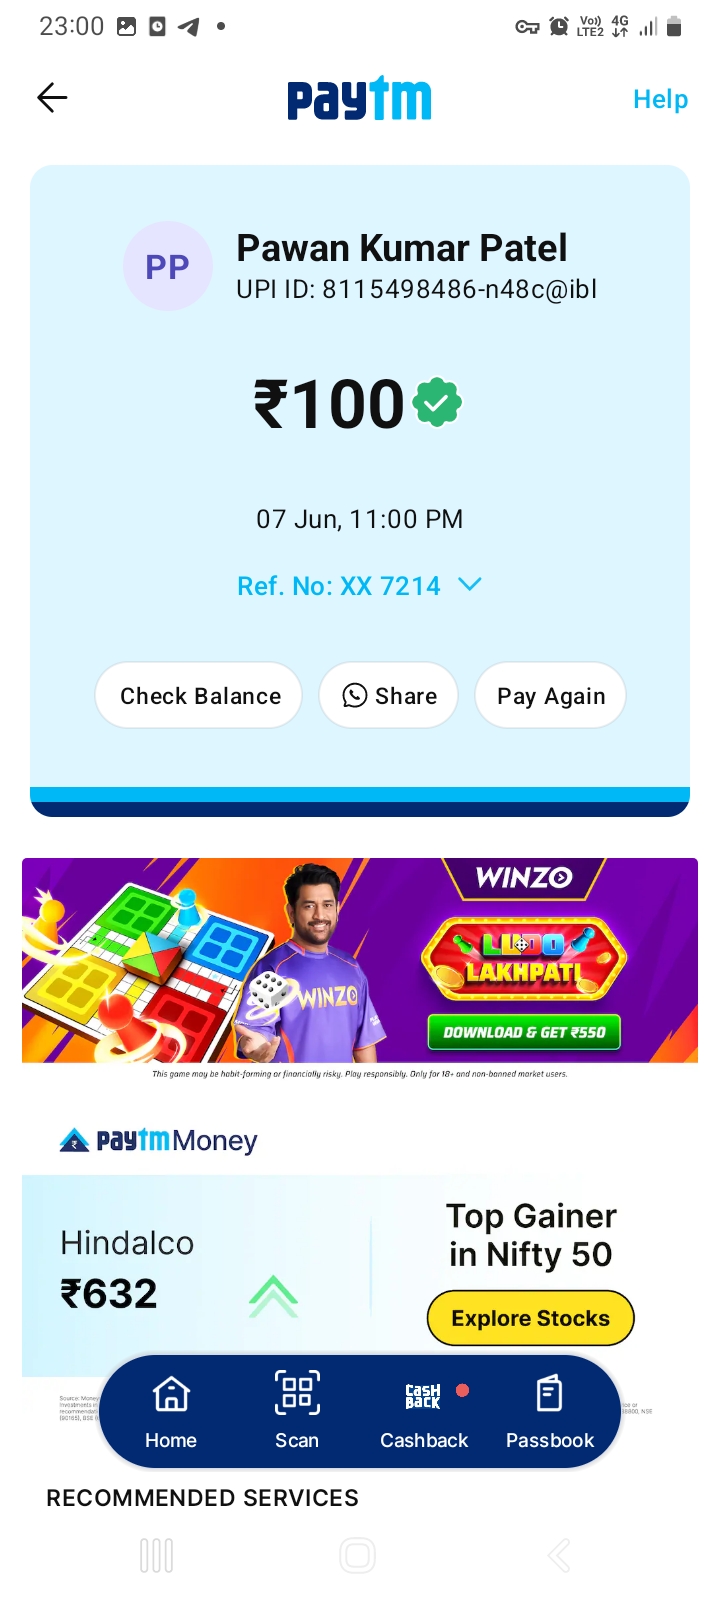 23:00
Vo)) 4G
LTE2
paytm
Help
PP
Pawan Kumar Patel
UPI ID: 8115498486-n48c@ibl
₹100
07 Jun, 11:00 PM
Ref. No: XX 7214
Check Balance
Share
Pay Again
WINZO
LUDO
LAKHPATI
WINZO
DOWNLOAD & GET ₹550
This game may be habit-forming or financially risky. Play responsibly. Only for 18+ and non-banned market users.
paytm Money
Hindalco
₹632
Top Gainer
in Nifty 50
Explore Stocks
CASH
BACK
Home
Scan
Cashback
Passbook
RECOMMENDED SERVICES